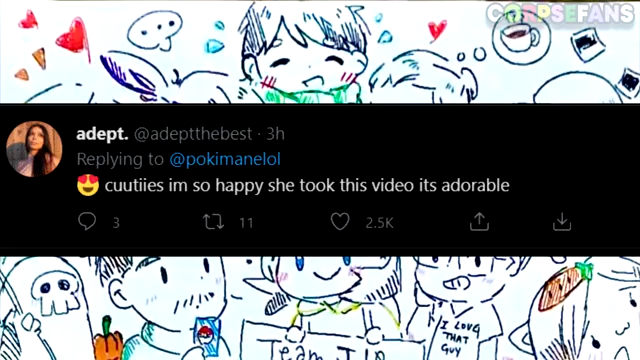 CORPSEFANS
adept. @adeptthebest · 3h
Replying to @pokimanelol
😍 cuutiies im so happy she took this video its adorable
3 11 2.5K
I LOVE
THAT
GUY
Team